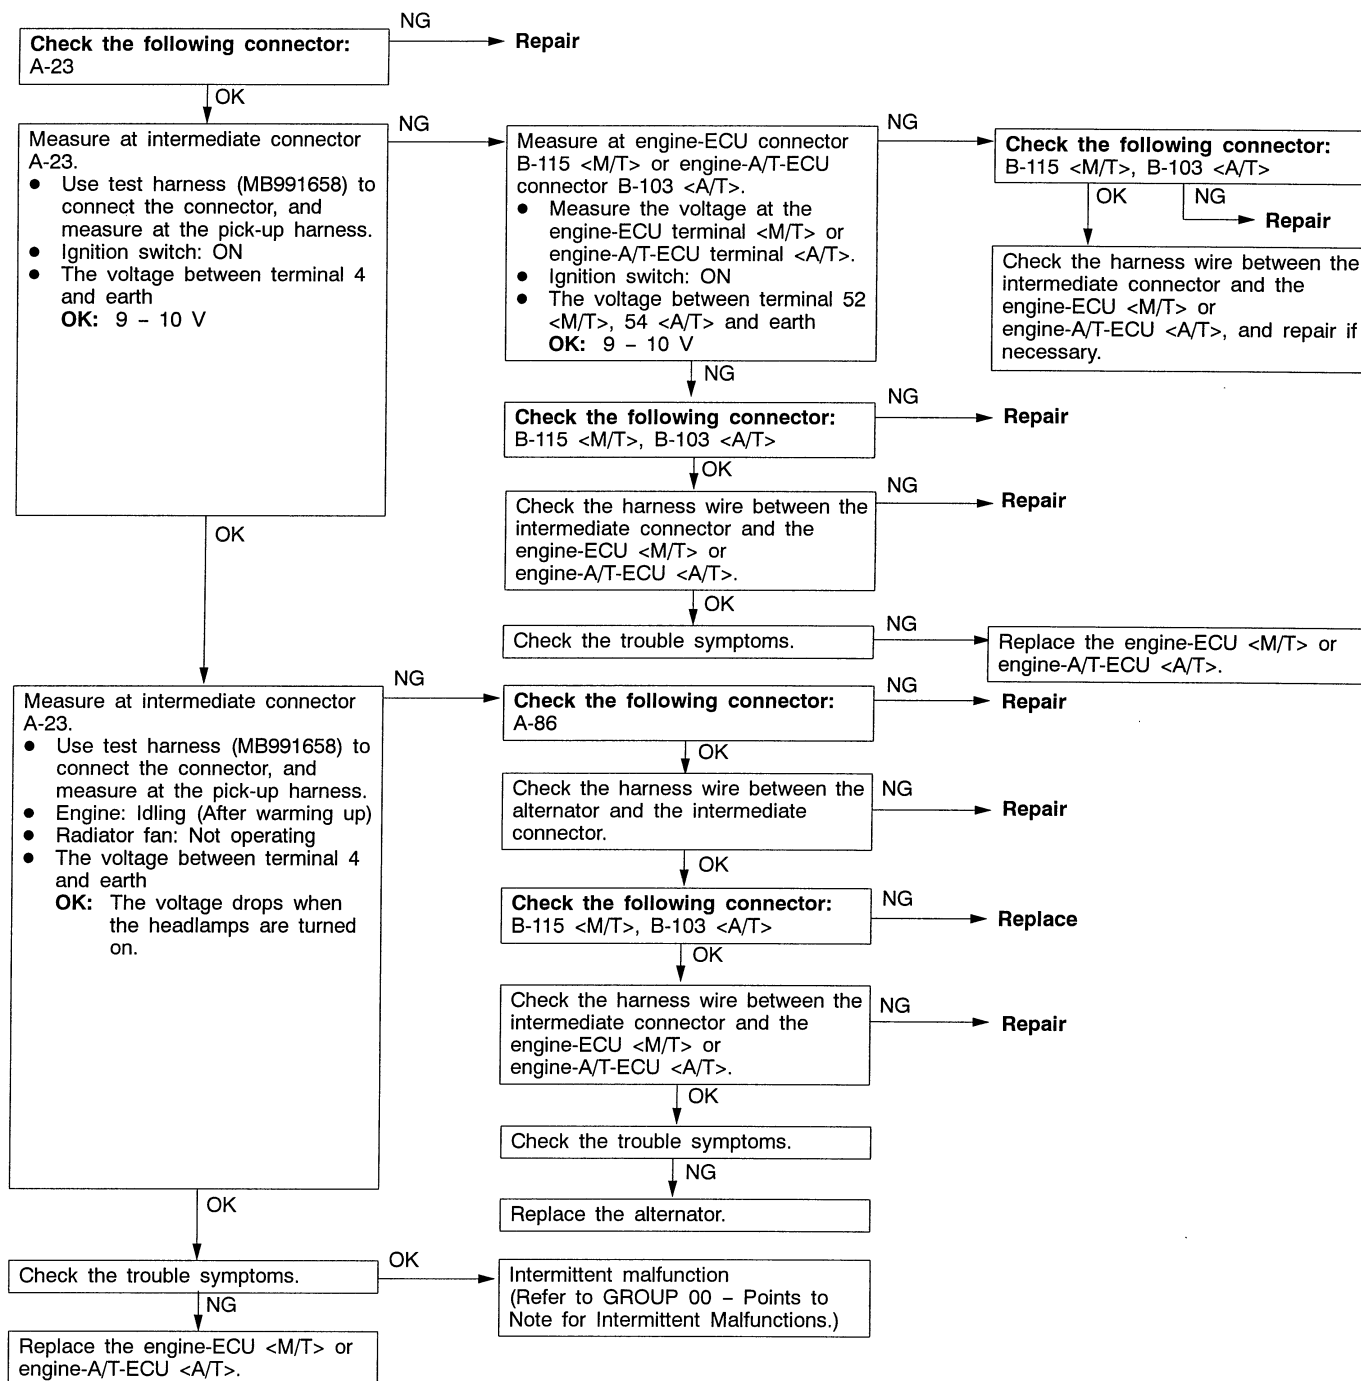 Check the following connector:
A-23
NG
Repair
OK
Measure at intermediate connector
A-23.
● Use test harness (MB991658) to
connect the connector, and
measure at the pick-up harness.
● Ignition switch: ON
● The voltage between terminal 4
and earth
OK: 9 – 10 V
NG
Measure at engine-ECU connector
B-115 <M/T> or engine-A/T-ECU
connector B-103 <A/T>.
● Measure the voltage at the
engine-ECU terminal <M/T> or
engine-A/T-ECU terminal <A/T>.
● Ignition switch: ON
● The voltage between terminal 52
<M/T>, 54 <A/T> and earth
OK: 9 – 10 V
NG
Check the following connector:
B-115 <M/T>, B-103 <A/T>
OK
NG
Repair
Check the harness wire between the
intermediate connector and the
engine-ECU <M/T> or
engine-A/T-ECU <A/T>, and repair if
necessary.
NG
Check the following connector:
B-115 <M/T>, B-103 <A/T>
NG
Repair
OK
Check the harness wire between the
intermediate connector and the
engine-ECU <M/T> or
engine-A/T-ECU <A/T>.
NG
Repair
OK
Check the trouble symptoms.
NG
Replace the engine-ECU <M/T> or
engine-A/T-ECU <A/T>.
OK
Measure at intermediate connector
A-23.
● Use test harness (MB991658) to
connect the connector, and
measure at the pick-up harness.
● Engine: Idling (After warming up)
● Radiator fan: Not operating
● The voltage between terminal 4
and earth
OK: The voltage drops when
the headlamps are turned
on.
NG
Check the following connector:
A-86
NG
Repair
OK
Check the harness wire between the
alternator and the intermediate
connector.
NG
Repair
OK
Check the following connector:
B-115 <M/T>, B-103 <A/T>
NG
Replace
OK
Check the harness wire between the
intermediate connector and the
engine-ECU <M/T> or
engine-A/T-ECU <A/T>.
NG
Repair
OK
Check the trouble symptoms.
NG
Replace the alternator.
OK
Check the trouble symptoms.
OK
Intermittent malfunction
(Refer to GROUP 00 – Points to
Note for Intermittent Malfunctions.)
NG
Replace the engine-ECU <M/T> or
engine-A/T-ECU <A/T>.